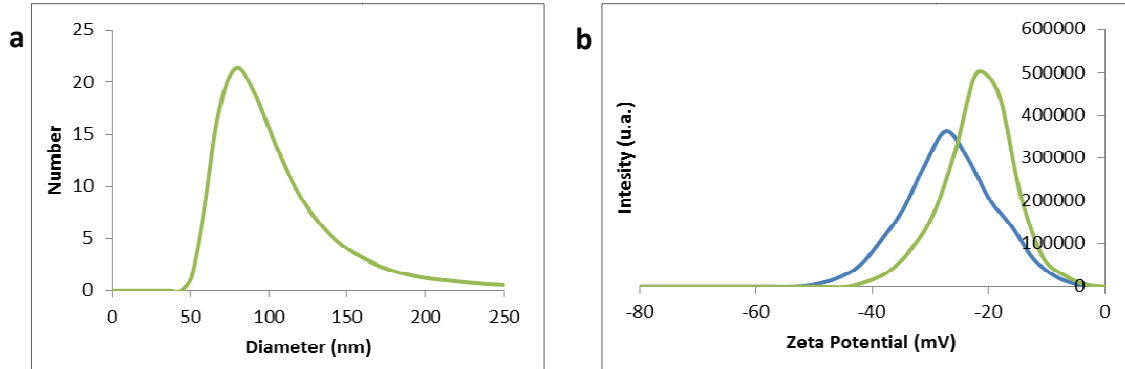 a
25
20
15
10
5
0
Number
0 50 100 150 200 250
Diameter (nm)
b
600000
500000
400000
300000
200000
100000
0
Intesity (u.a.)
-80 -60 -40 -20 0
Zeta Potential (mV)